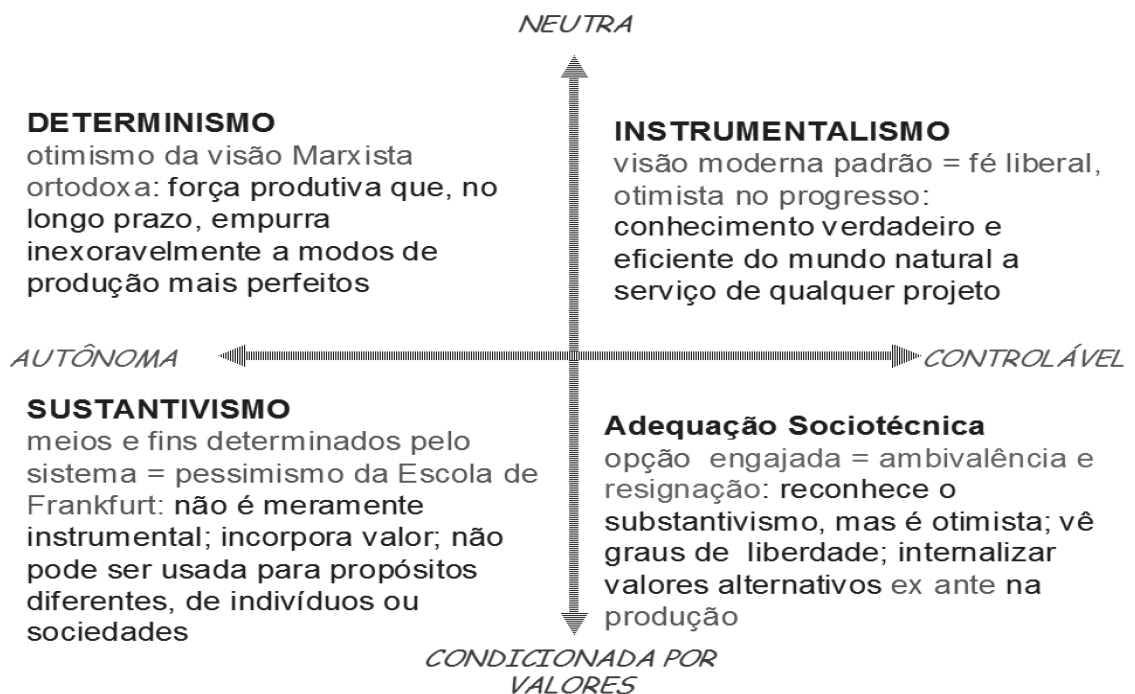 NEUTRA
DETERMINISMO
otimismo da visão Marxista
ortodoxa: força produtiva que, no
longo prazo, empurra
inexoravelmente a modos de
produção mais perfeitos
INSTRUMENTALISMO
visão moderna padrão = fé liberal,
otimista no progresso:
conhecimento verdadeiro e
eficiente do mundo natural a
serviço de qualquer projeto
AUTÔNOMA
CONTROLÁVEL
SUSTANTIVISMO
meios e fins determinados pelo
sistema = pessimismo da Escola de
Frankfurt: não é meramente
instrumental; incorpora valor; não
pode ser usada para propósitos
diferentes, de indivíduos ou
sociedades
Adequação Sociotécnica
opção engajada = ambivalência e
resignação: reconhece o
substantivismo, mas é otimista; vê
graus de liberdade; internalizar
valores alternativos ex ante na
produção
CONDICIONADA POR
VALORES